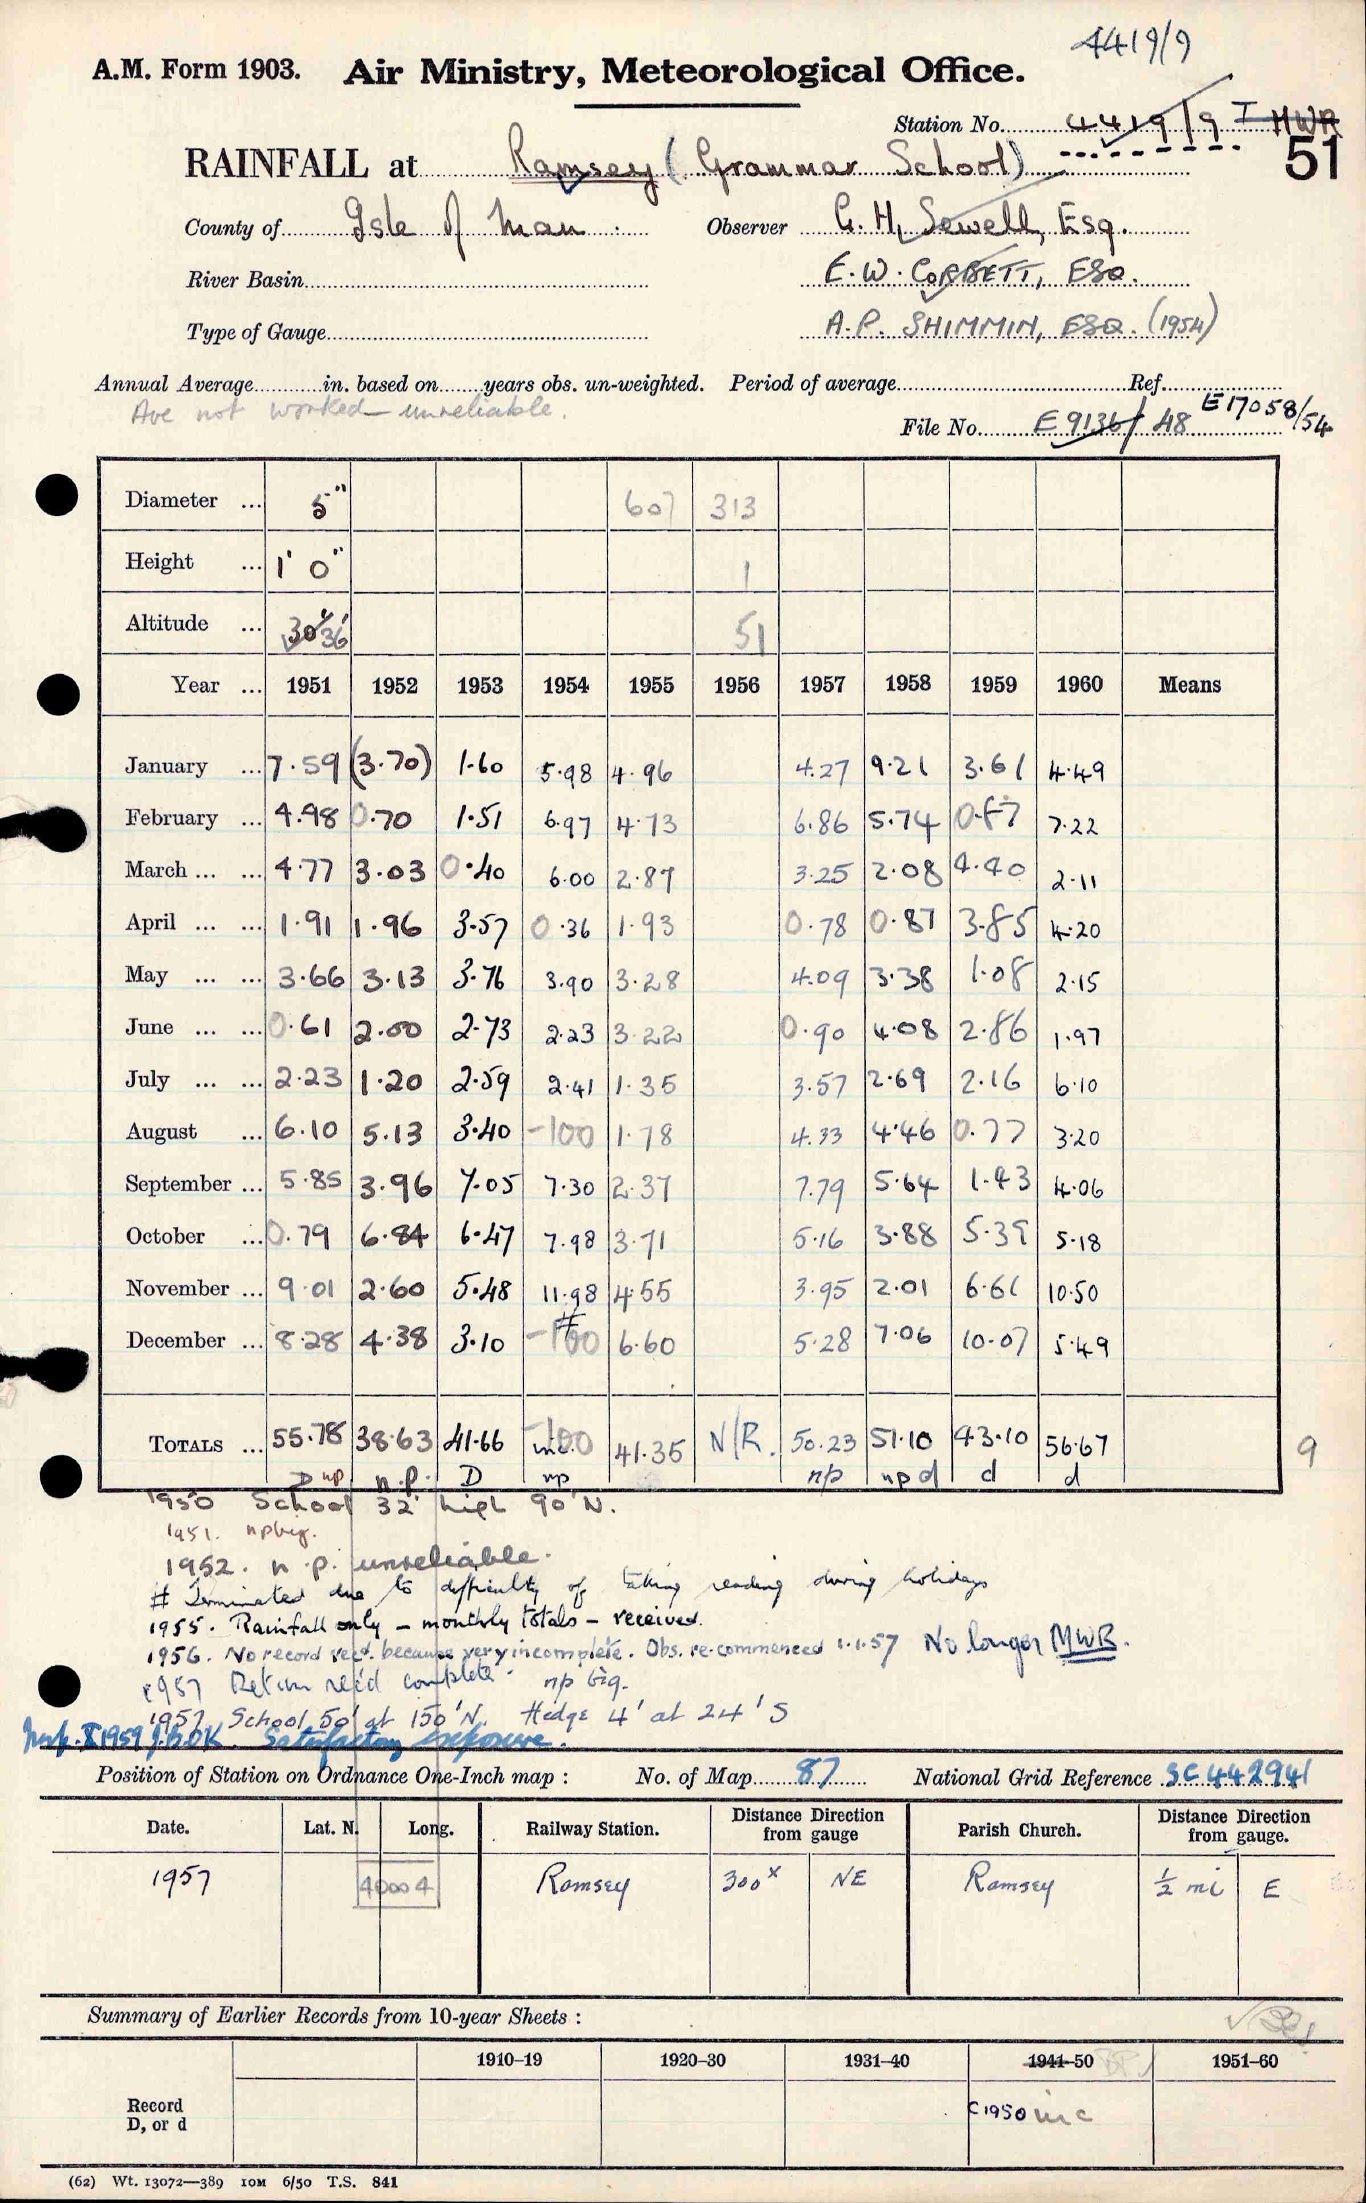 4419/9
A.M. Form 1903. Air Ministry, Meteorological Office.
Station No. 4419/9 I MWR
51
RAINFALL at Ramsey (Grammar School)
County of Isle of Man. Observer G. H. Sewell, Esq.
River Basin E. W. CORBETT, ESQ.
Type of Gauge A. P. SHIMMIN, ESQ. (1954)
Annual Average in. based on years obs. un-weighted. Period of average Ref.
Ave not worked unreliable.
File No. E 9136/48 E17058/54
Diameter ... 5" 607 313
Height ... 1' 0" 1
Altitude ... 30' 36' 51
Year ... 1951 1952 1953 1954 1955 1956 1957 1958 1959 1960 Means
January ... 7.59 (3.70) 1.60 5.98 4.96 4.27 9.21 3.61 4.49
February ... 4.98 0.70 1.51 6.97 4.73 6.86 5.74 0.87 7.22
March ... ... 4.77 3.03 0.40 6.00 2.87 3.25 2.08 4.40 2.11
April ... ... 1.91 1.96 3.57 0.36 1.93 0.78 0.87 3.85 4.20
May ... ... 3.66 3.13 3.76 3.90 3.28 4.09 3.38 1.08 2.15
June ... ... 0.61 2.00 2.73 2.23 3.22 0.90 4.08 2.86 1.97
July ... ... 2.23 1.20 2.59 2.41 1.35 3.57 2.69 2.16 6.10
August ... 6.10 5.13 3.40 -100 1.78 4.33 4.46 0.77 3.20
September ... 5.85 3.96 7.05 7.30 2.37 7.79 5.64 1.43 4.06
October ... 0.79 6.84 6.47 7.98 3.71 5.16 3.88 5.39 5.18
November ... 9.01 2.60 5.48 11.98 4.55 3.95 2.01 6.61 10.50
December ... 8.28 4.38 3.10 # -100 6.60 5.28 7.06 10.07 5.49
TOTALS ... 55.78 38.63 41.66 -100 inc 41.35 N/R. 50.23 51.10 43.10 56.67
9
D np n.p. D np np np d d d
1950 School 32' high 90' N.
1951. np big.
1952. n.p. unreliable.
# Terminated due to difficulty of taking reading during holidays
1955. Rainfall only – monthly totals – received.
1956. No record recd. because very incomplete. Obs. re-commenced 1.1.57 No longer MWR.
1957 Return rec'd complete. np big.
1957 School 50' at 150' N. Hedge 4' at 24' S
Insp. X 1959 Satisfactory exposure.
Position of Station on Ordnance One-Inch map : No. of Map 87 National Grid Reference SC 442941
Date. Lat. N. Long. Railway Station. Distance Direction from gauge Parish Church. Distance Direction from gauge.
1957 40004 Ramsey 300ˣ NE Ramsey ½ mi E
Summary of Earlier Records from 10-year Sheets :
1910–19 1920–30 1931–40 1941–50 1951–60
Record D, or d C1950 inc
(62) Wt. 13072—389 10M 6/50 T.S. 841